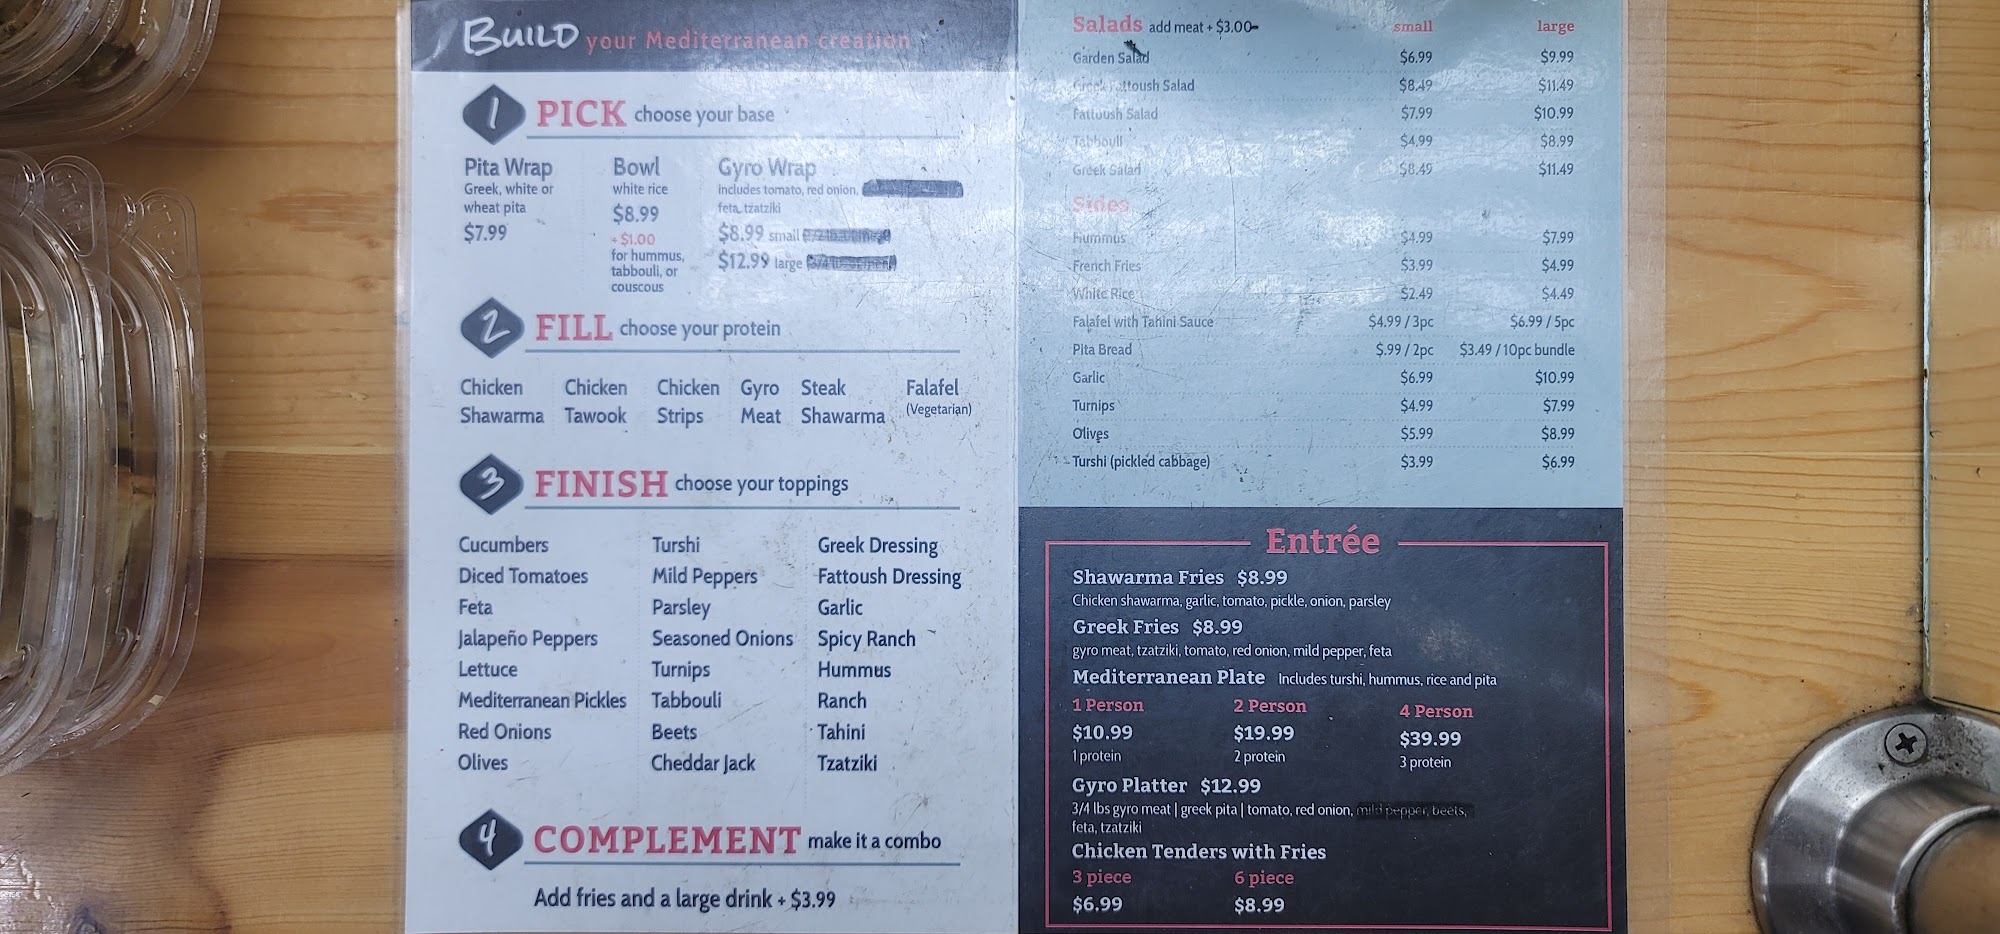 BUILD your Mediterranean creation
1 PICK choose your base
Pita Wrap
Greek, white or
wheat pita
$7.99
Bowl
white rice
$8.99
+ $1.00
for hummus,
tabbouli, or
couscous
Gyro Wrap
includes tomato, red onion,
feta, tzatziki
$8.99 small
$12.99 large
2 FILL choose your protein
Chicken Shawarma
Chicken Tawook
Chicken Strips
Gyro Meat
Steak Shawarma
Falafel
(Vegetarian)
3 FINISH choose your toppings
Cucumbers
Diced Tomatoes
Feta
Jalapeño Peppers
Lettuce
Mediterranean Pickles
Red Onions
Olives
Turshi
Mild Peppers
Parsley
Seasoned Onions
Turnips
Tabbouli
Beets
Cheddar Jack
Greek Dressing
Fattoush Dressing
Garlic
Spicy Ranch
Hummus
Ranch
Tahini
Tzatziki
4 COMPLEMENT make it a combo
Add fries and a large drink + $3.99
Salads add meat + $3.00 small large
Garden Salad $6.99 $9.99
Greek Fattoush Salad $8.49 $11.49
Fattoush Salad $7.99 $10.99
Tabbouli $4.99 $8.99
Greek Salad $8.49 $11.49
Sides
Hummus $4.99 $7.99
French Fries $3.99 $4.99
White Rice $2.49 $4.49
Falafel with Tahini Sauce $4.99 / 3pc $6.99 / 5pc
Pita Bread $.99 / 2pc $3.49 / 10pc bundle
Garlic $6.99 $10.99
Turnips $4.99 $7.99
Olives $5.99 $8.99
Turshi (pickled cabbage) $3.99 $6.99
Entrée
Shawarma Fries $8.99
Chicken shawarma, garlic, tomato, pickle, onion, parsley
Greek Fries $8.99
gyro meat, tzatziki, tomato, red onion, mild pepper, feta
Mediterranean Plate Includes turshi, hummus, rice and pita
1 Person 2 Person 4 Person
$10.99 $19.99 $39.99
1 protein 2 protein 3 protein
Gyro Platter $12.99
3/4 lbs gyro meat | greek pita | tomato, red onion, mild pepper, beets,
feta, tzatziki
Chicken Tenders with Fries
3 piece 6 piece
$6.99 $8.99